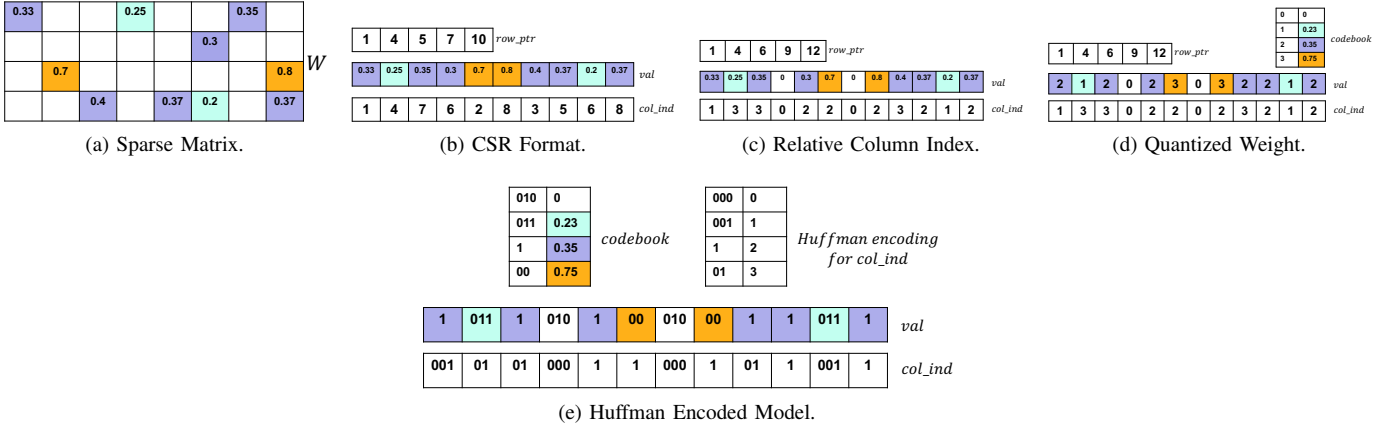 0.33 0.25 0.35
0.3
0.7 0.8
0.4 0.37 0.2 0.37
W
(a) Sparse Matrix.
1 4 5 7 10 row_ptr
0.33 0.25 0.35 0.3 0.7 0.8 0.4 0.37 0.2 0.37 val
1 4 7 6 2 8 3 5 6 8 col_ind
(b) CSR Format.
1 4 6 9 12 row_ptr
0.33 0.25 0.35 0 0.3 0.7 0 0.8 0.4 0.37 0.2 0.37 val
1 3 3 0 2 2 0 2 3 2 1 2 col_ind
(c) Relative Column Index.
0 0
1 0.23
2 0.35
3 0.75
codebook
1 4 6 9 12 row_ptr
2 1 2 0 2 3 0 3 2 2 1 2 val
1 3 3 0 2 2 0 2 3 2 1 2 col_ind
(d) Quantized Weight.
010 0
011 0.23
1 0.35
00 0.75
codebook
000 0
001 1
1 2
01 3
Huffman encoding
for col_ind
1 011 1 010 1 00 010 00 1 1 011 1 val
001 01 01 000 1 1 000 1 01 1 001 1 col_ind
(e) Huffman Encoded Model.